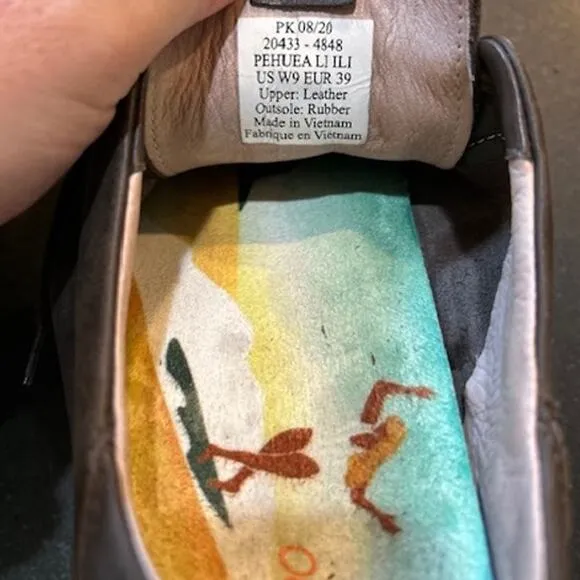 PK 08/20
20433 - 4848
PEHUEA LI ILI
US W9 EUR 39
Upper: Leather
Outsole: Rubber
Made in Vietnam
Fabrique en Viêtnam